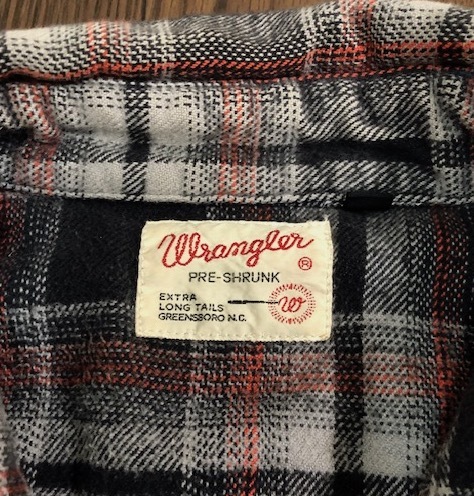 Wrangler®
PRE-SHRUNK
EXTRA
LONG TAILS
GREENSBORO N.C.
W